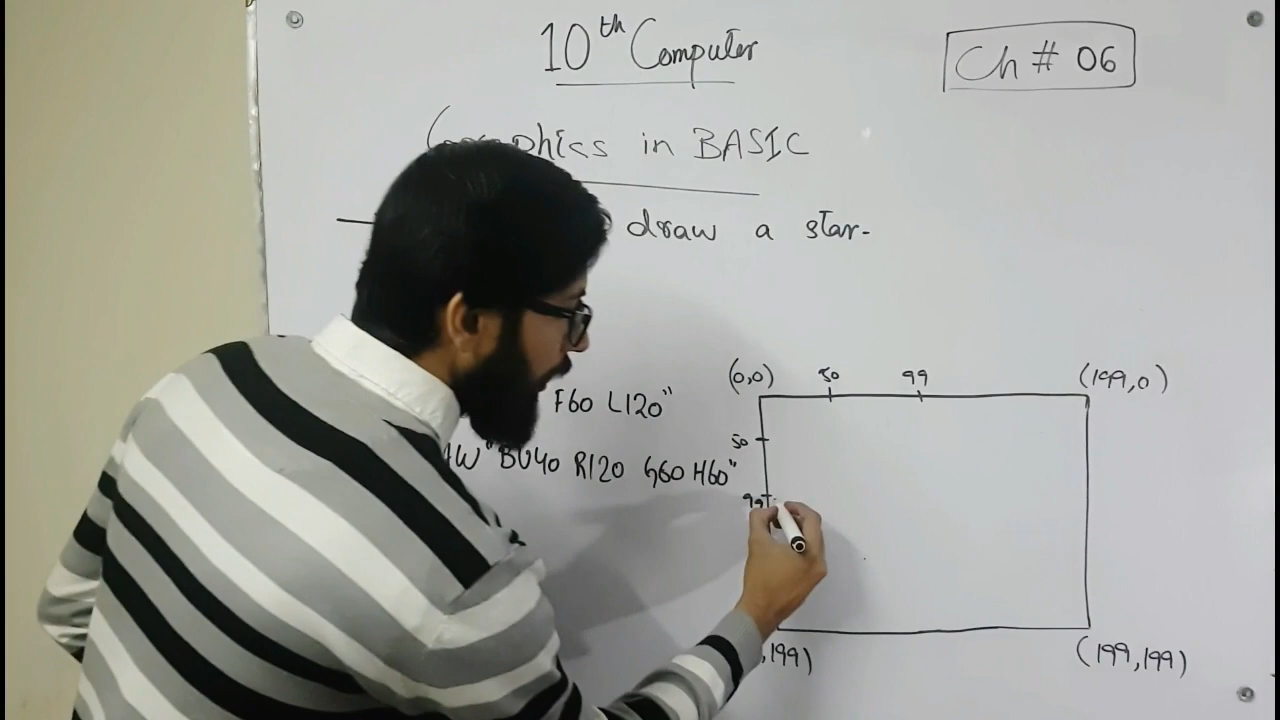 10th Computer
Ch # 06
Graphics in BASIC
draw a star.
F60 L120"
"BU40 R120 G60 H60"
(0,0) 50 99 (199,0)
50
99
,199) (199,199)